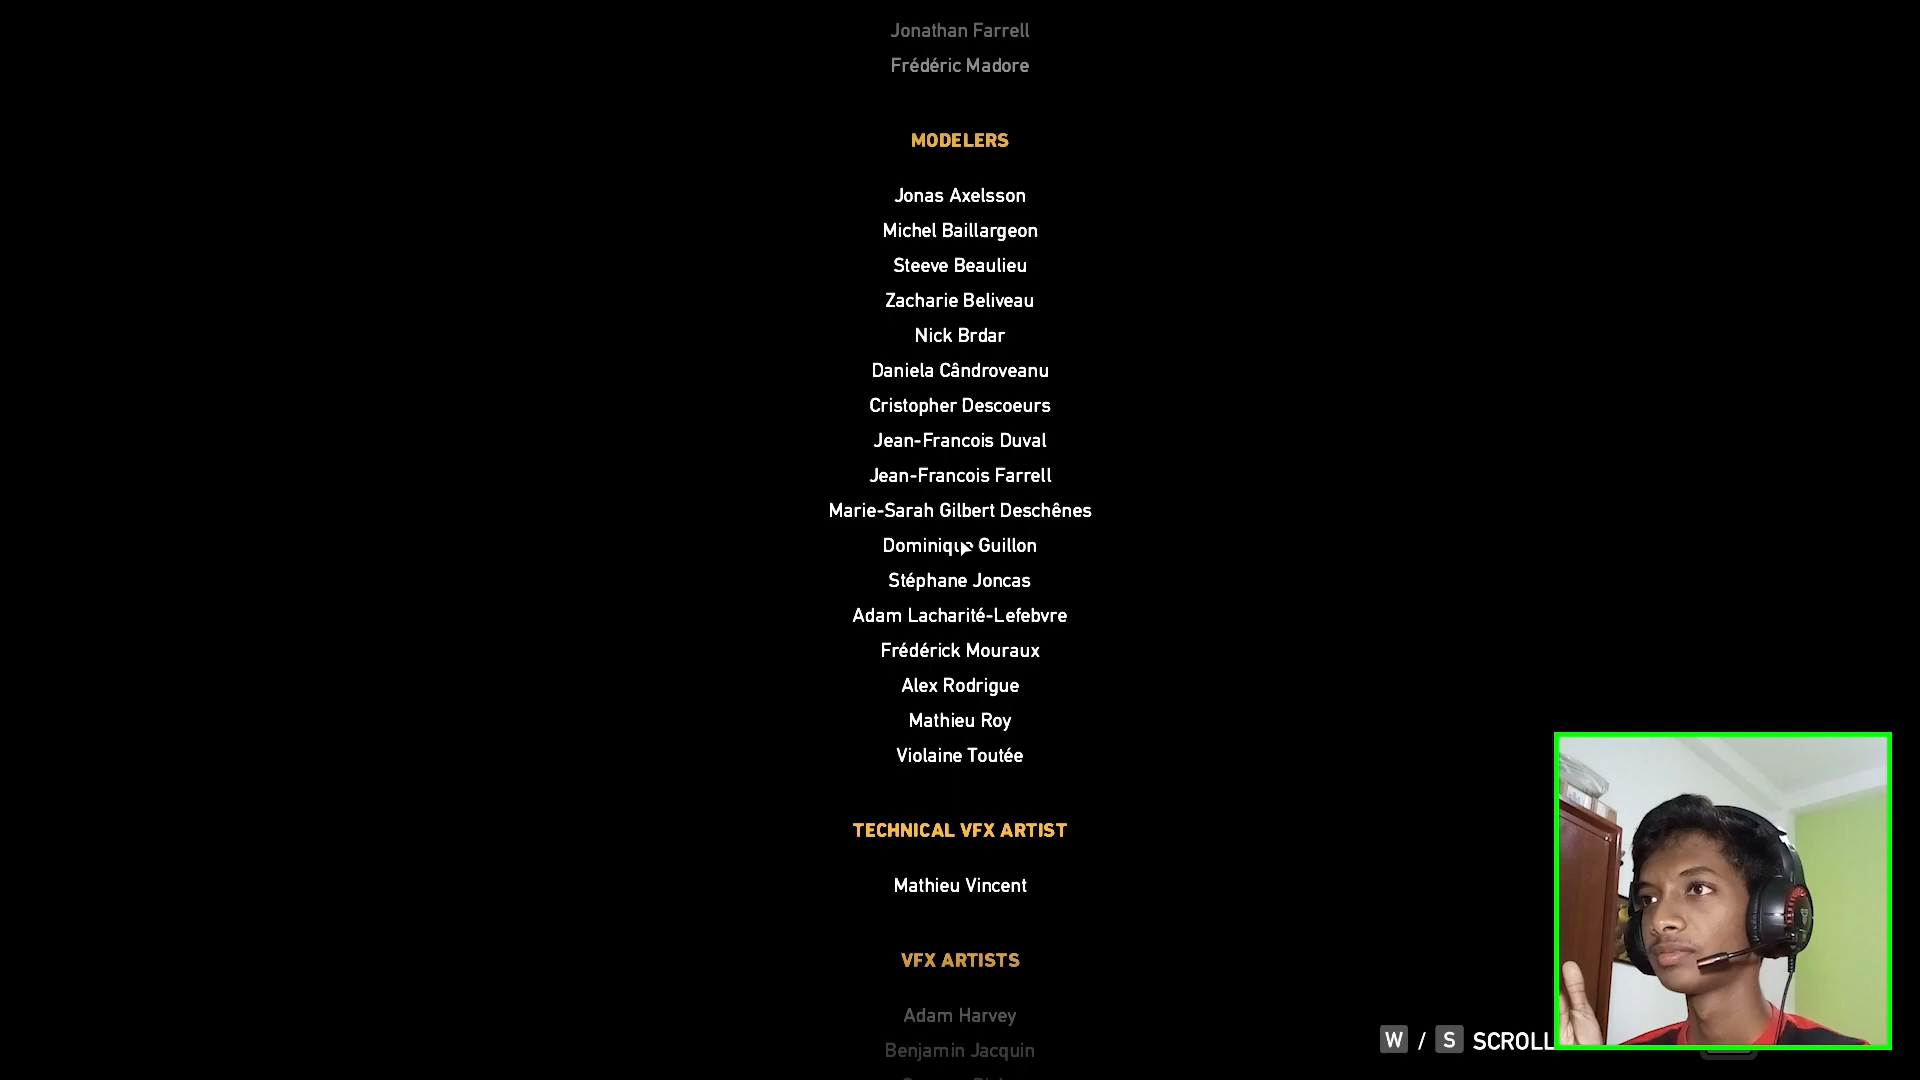 Jonathan Farrell
Frédéric Madore
MODELERS
Jonas Axelsson
Michel Baillargeon
Steeve Beaulieu
Zacharie Beliveau
Nick Brdar
Daniela Cândroveanu
Cristopher Descoeurs
Jean-Francois Duval
Jean-Francois Farrell
Marie-Sarah Gilbert Deschênes
Dominique Guillon
Stéphane Joncas
Adam Lacharité-Lefebvre
Frédérick Mouraux
Alex Rodrigue
Mathieu Roy
Violaine Toutée
TECHNICAL VFX ARTIST
Mathieu Vincent
VFX ARTISTS
Adam Harvey
Benjamin Jacquin
W / S SCROLL